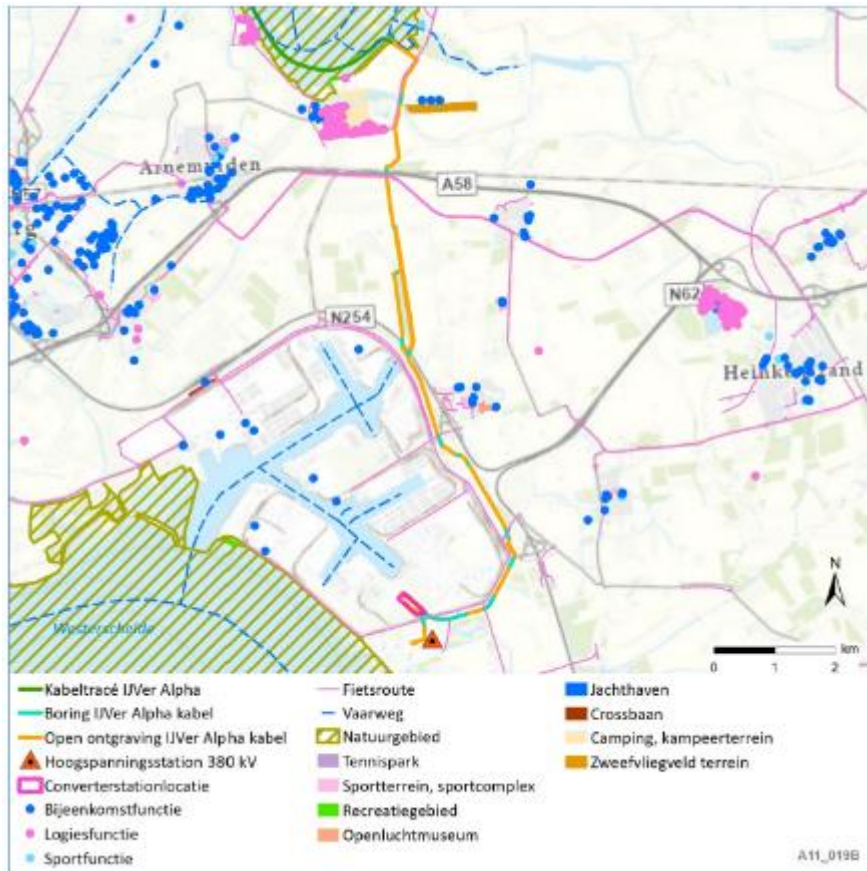 Arnemuiden
A58
N62
N254
Heinkenszand
Westerschelde
N
0 1 2 km
Kabeltracé IJVer Alpha
Boring IJVer Alpha kabel
Open ontgraving IJVer Alpha kabel
Hoogspanningsstation 380 kV
Converterstationlocatie
Bijeenkomstfunctie
Logiesfunctie
Sportfunctie
Fietsroute
Vaarweg
Natuurgebied
Tennispark
Sportterrein, sportcomplex
Recreatiegebied
Openluchtmuseum
Jachthaven
Crossbaan
Camping, kampeerterrein
Zweefvliegveld terrein
A11_019B